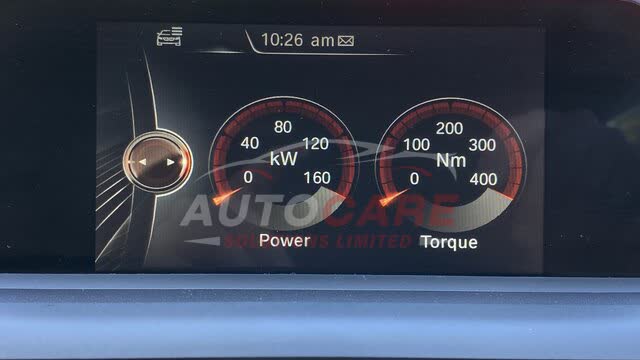 10:26 am
80
40
120
kW
0
160
Power
200
100
300
Nm
0
400
Torque
AUTOCARE
SOLUTIONS LIMITED